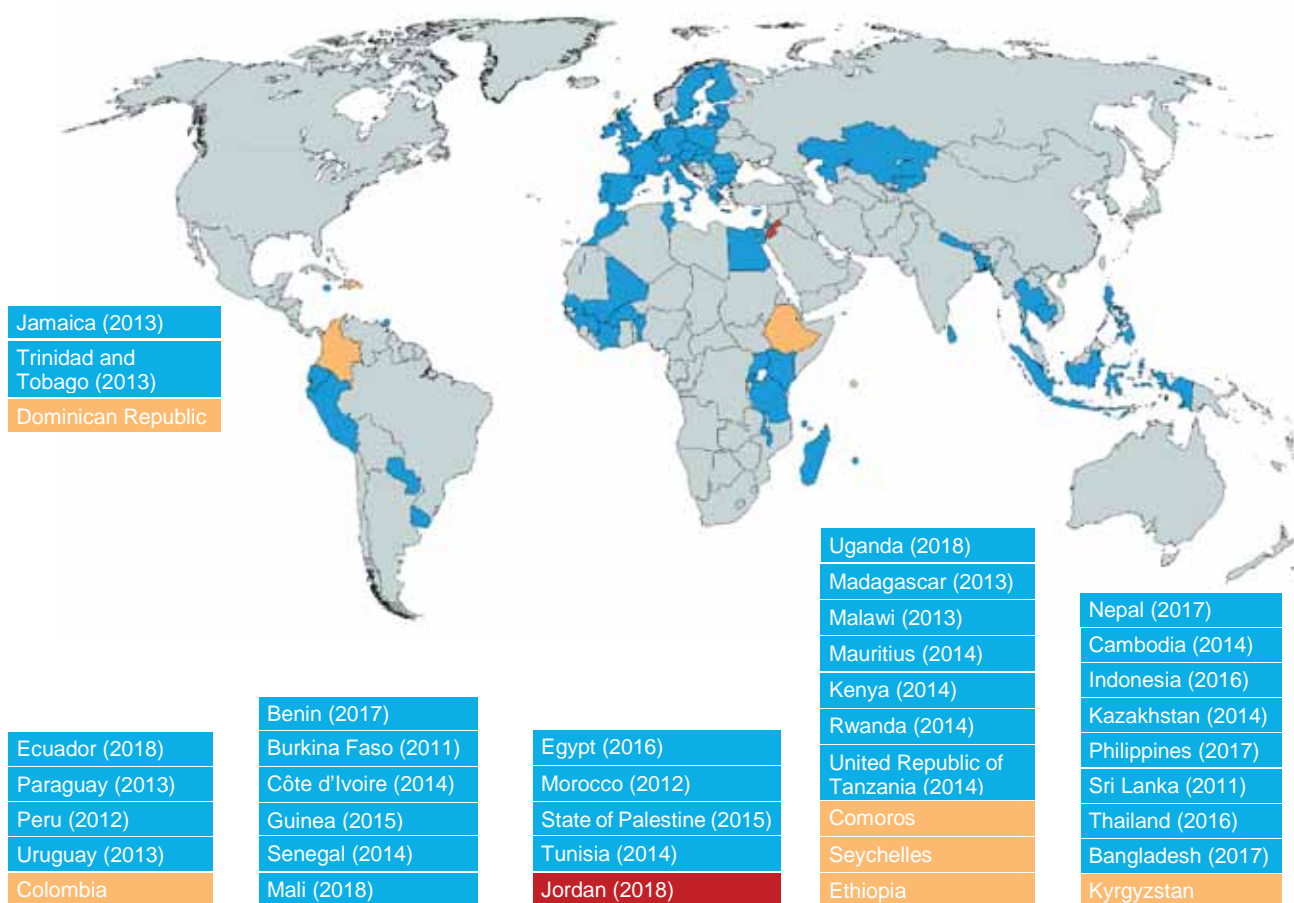 Jamaica (2013)
Trinidad and
Tobago (2013)
Dominican Republic
Ecuador (2018)
Paraguay (2013)
Peru (2012)
Uruguay (2013)
Colombia
Benin (2017)
Burkina Faso (2011)
Côte d’Ivoire (2014)
Guinea (2015)
Senegal (2014)
Mali (2018)
Egypt (2016)
Morocco (2012)
State of Palestine (2015)
Tunisia (2014)
Jordan (2018)
Uganda (2018)
Madagascar (2013)
Malawi (2013)
Mauritius (2014)
Kenya (2014)
Rwanda (2014)
United Republic of
Tanzania (2014)
Comoros
Seychelles
Ethiopia
Nepal (2017)
Cambodia (2014)
Indonesia (2016)
Kazakhstan (2014)
Philippines (2017)
Sri Lanka (2011)
Thailand (2016)
Bangladesh (2017)
Kyrgyzstan